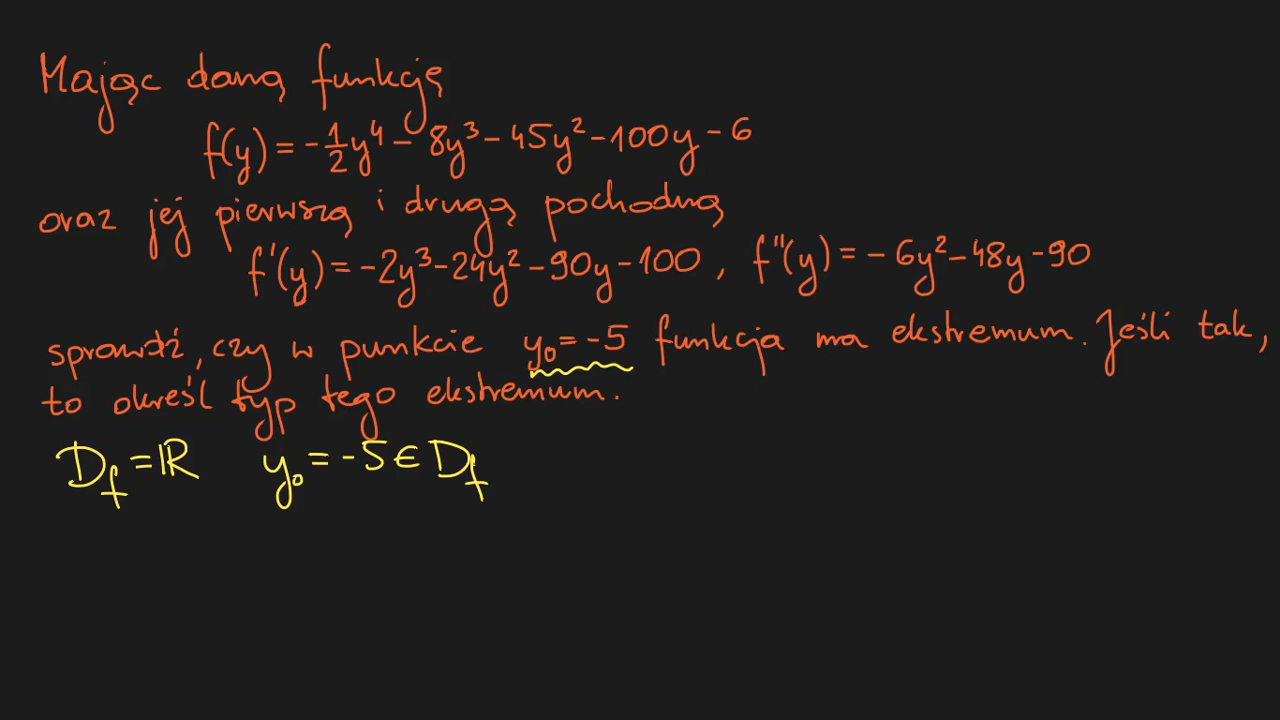 Mając daną funkcję
f(y) = -1/2y⁴ - 8y³ - 45y² - 100y - 6
oraz jej pierwszą i drugą pochodną
f'(y) = -2y³ - 24y² - 90y - 100 , f''(y) = - 6y² - 48y - 90
sprawdź, czy w punkcie y₀ = -5 funkcja ma ekstremum. Jeśli tak,
to określ typ tego ekstremum.
D_f = ℝ y₀ = -5 ∈ D_f